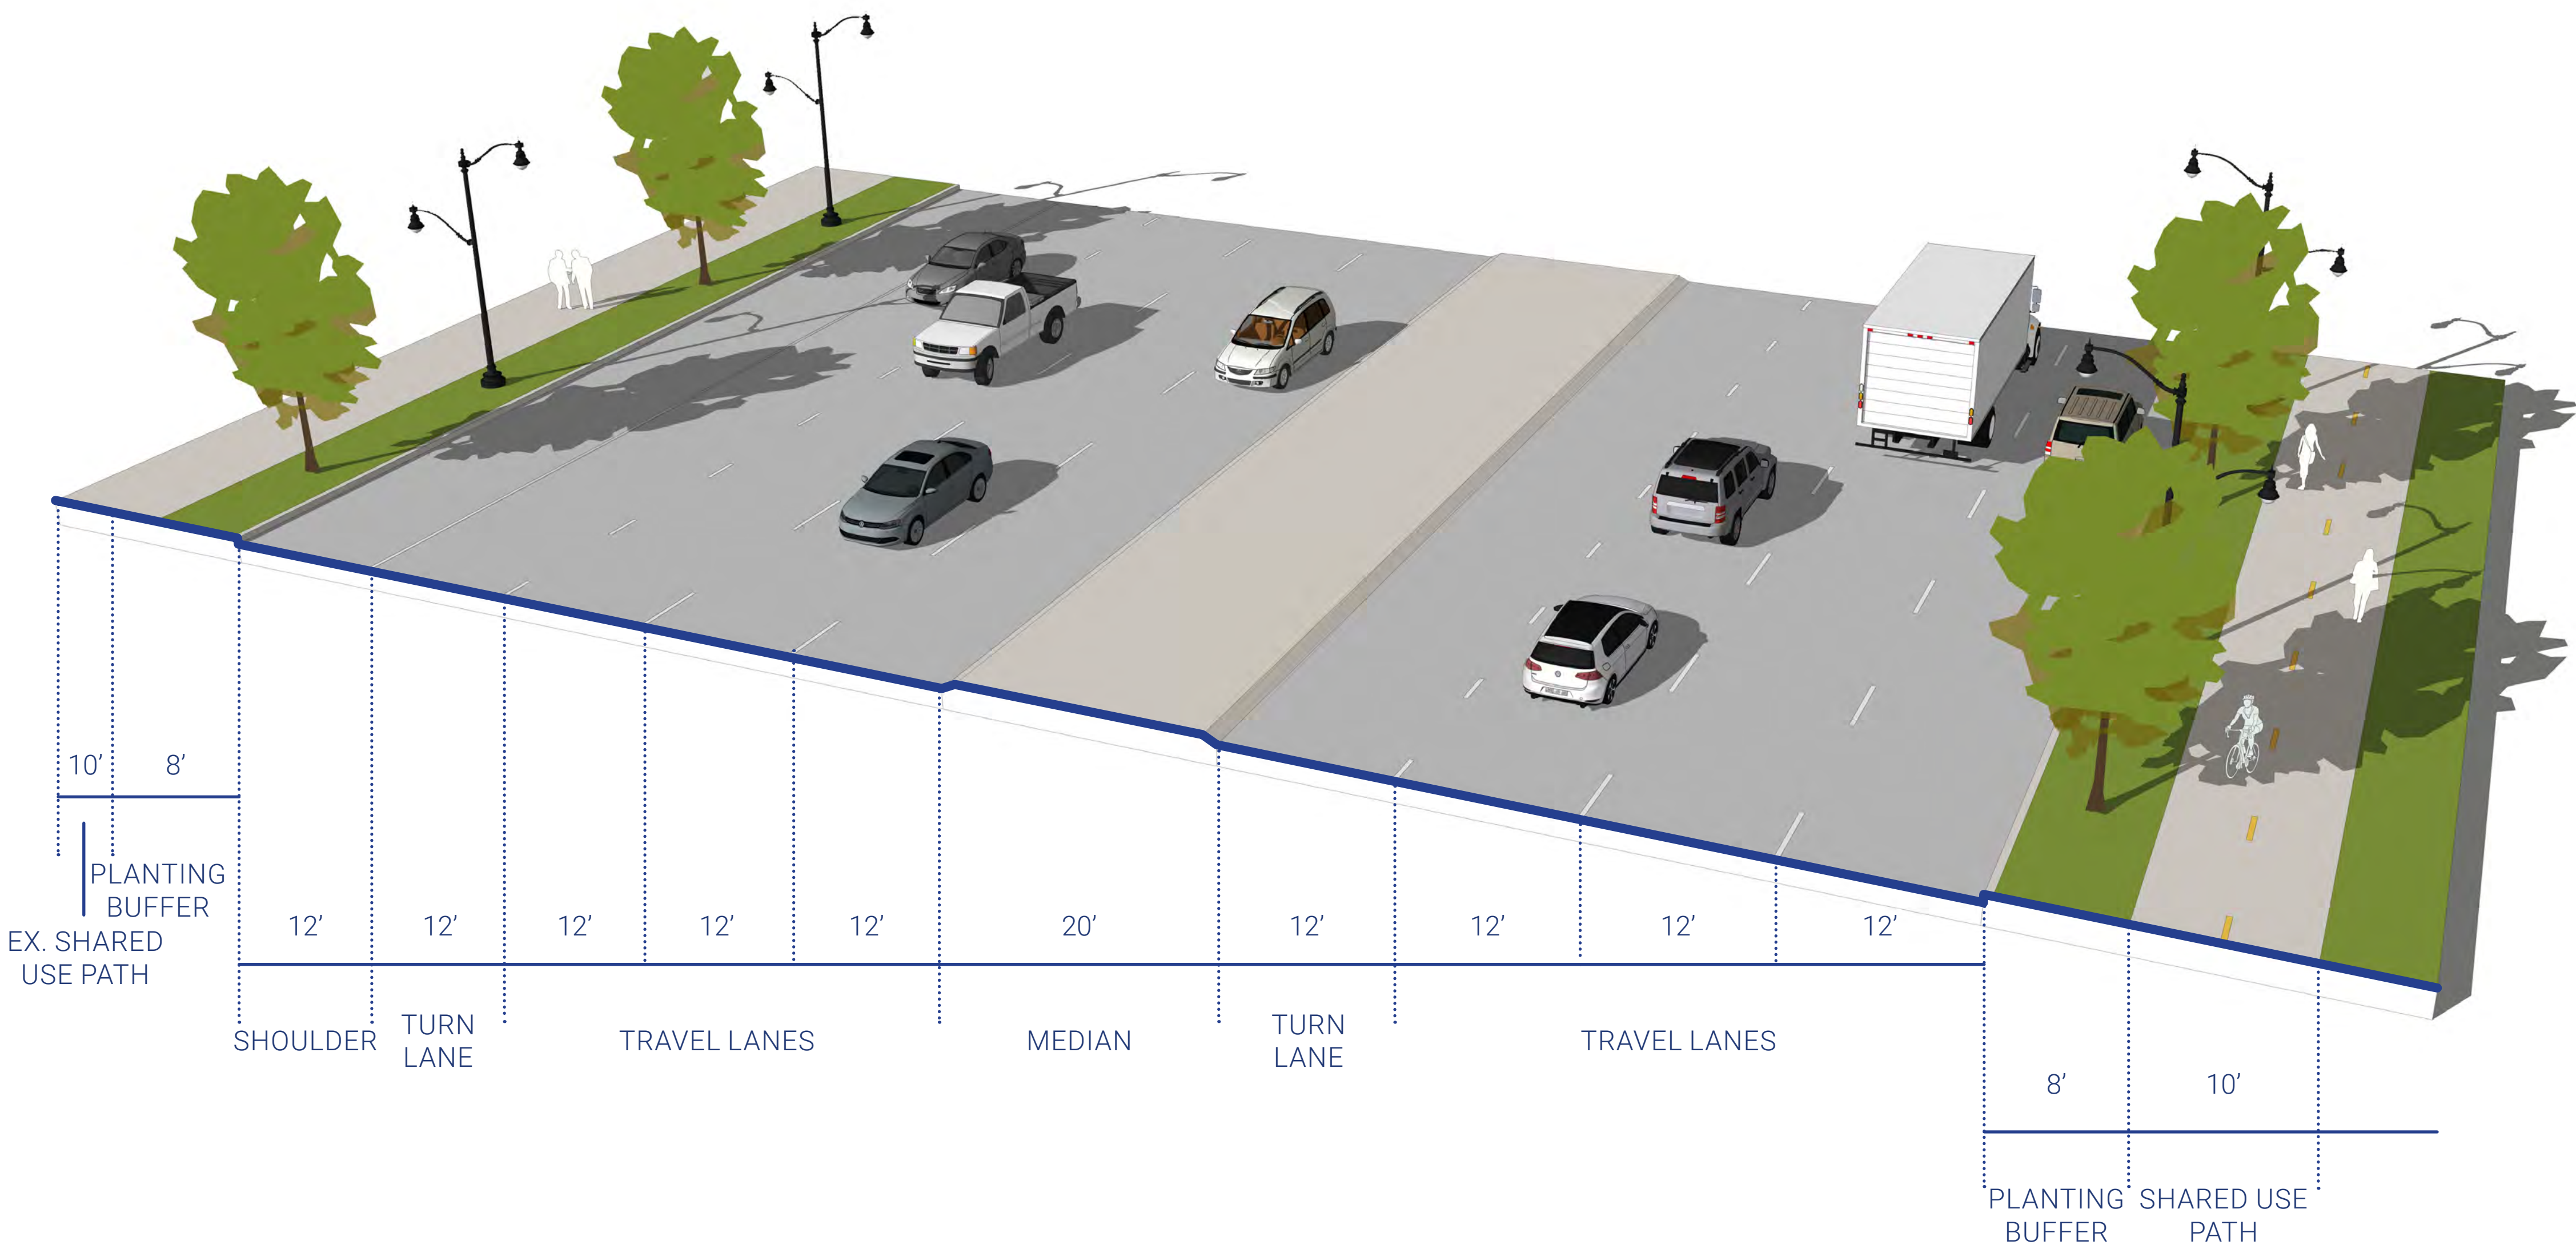 10’
8’
PLANTING
BUFFER
EX. SHARED
USE PATH
12’
12’
12’
12’
12’
20’
12’
12’
12’
12’
SHOULDER
TURN
LANE
TRAVEL LANES
MEDIAN
TURN
LANE
TRAVEL LANES
8’
10’
PLANTING
BUFFER
SHARED USE
PATH